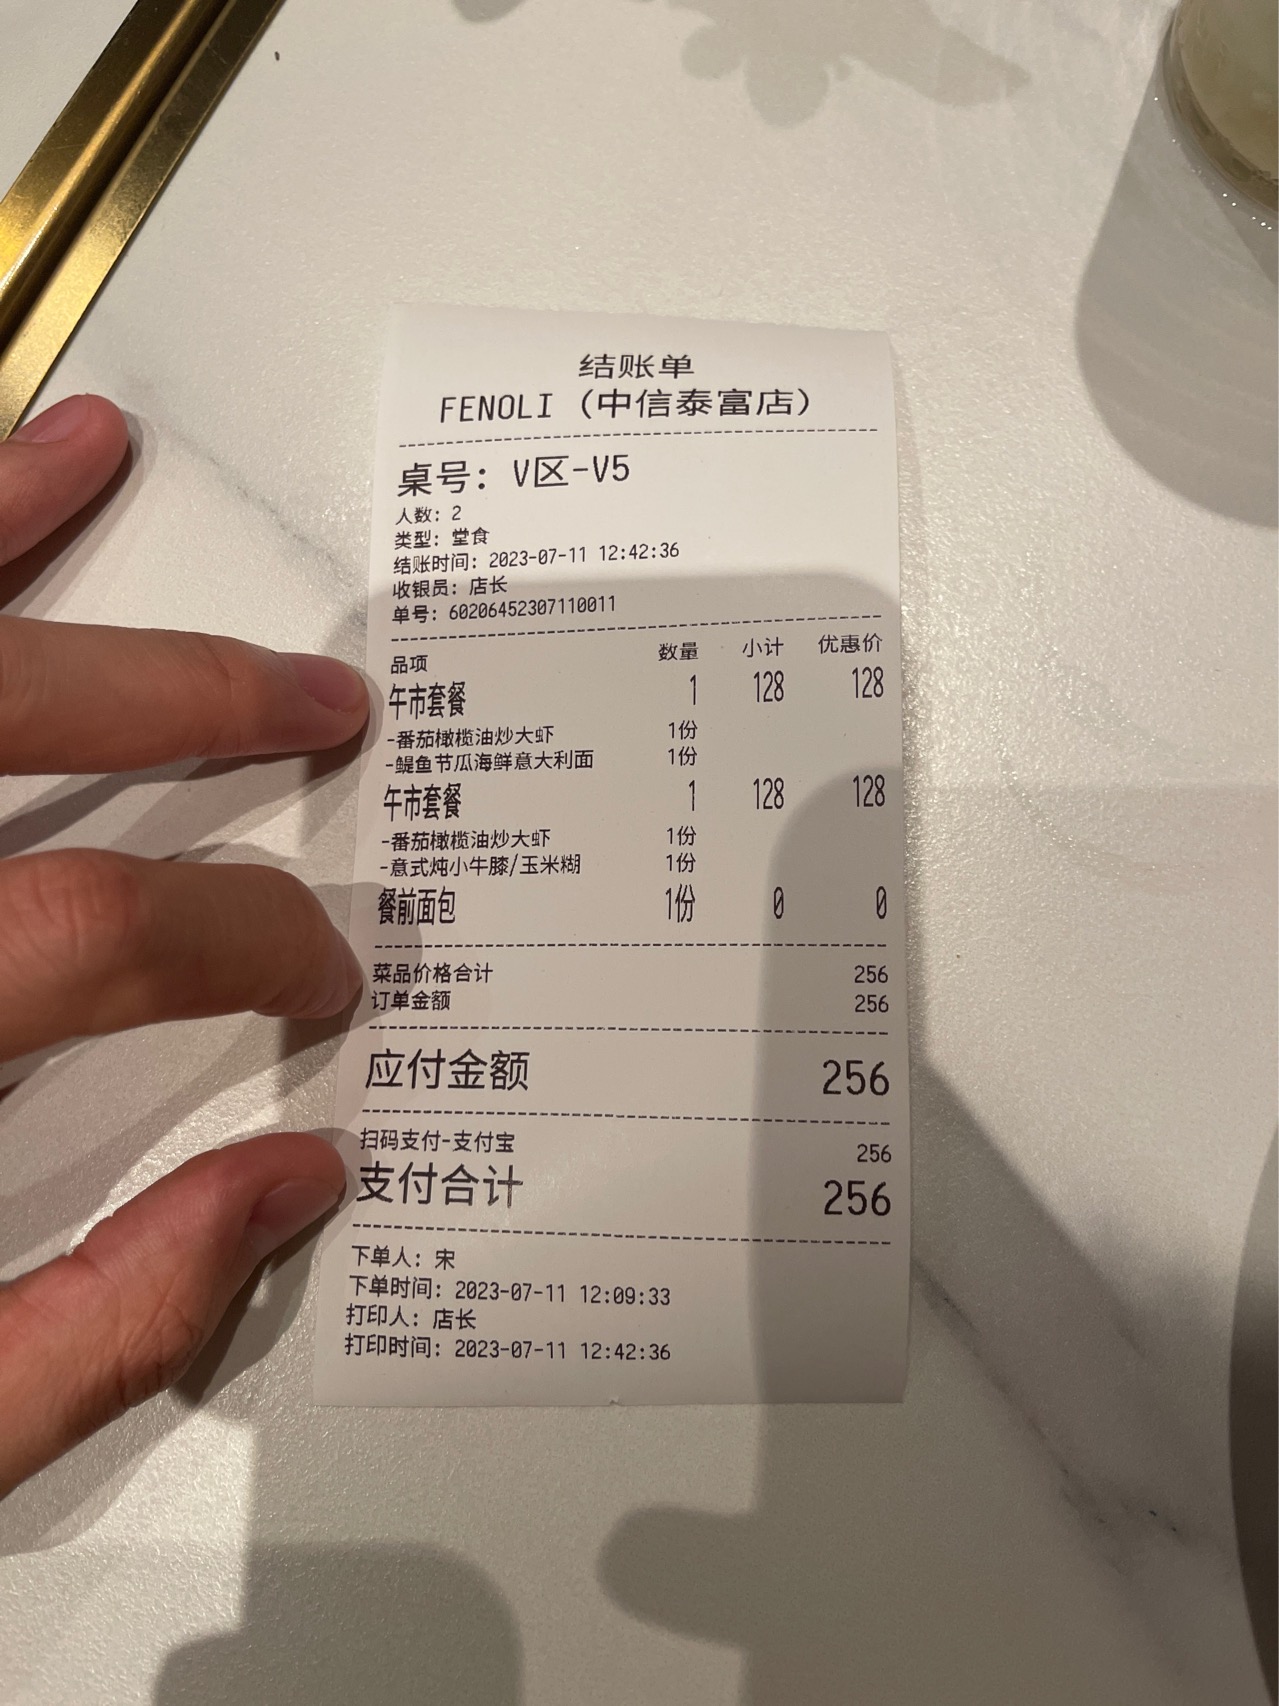 结账单
FENOLI (中信泰富店)
桌号: V区-V5
人数: 2
类型: 堂食
结账时间: 2023-07-11 12:42:36
收银员: 店长
单号: 60206452307110011
品项 数量 小计 优惠价
午市套餐 1 128 128
-番茄橄榄油炒大虾 1份
-鳀鱼节瓜海鲜意大利面 1份
午市套餐 1 128 128
-番茄橄榄油炒大虾 1份
-意式炖小牛膝/玉米糊 1份
餐前面包 1份 0 0
菜品价格合计 256
订单金额 256
应付金额 256
扫码支付-支付宝 256
支付合计 256
下单人: 宋
下单时间: 2023-07-11 12:09:33
打印人: 店长
打印时间: 2023-07-11 12:42:36